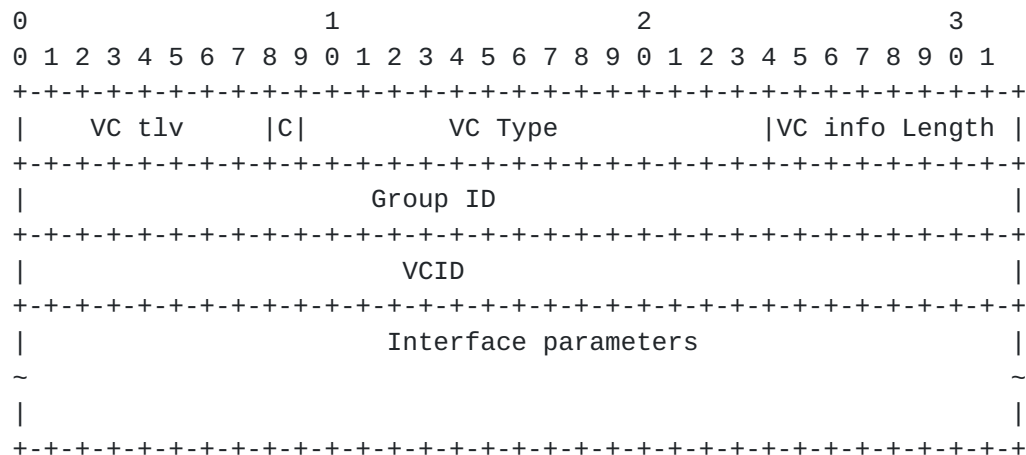 0                   1                   2                   3
0 1 2 3 4 5 6 7 8 9 0 1 2 3 4 5 6 7 8 9 0 1 2 3 4 5 6 7 8 9 0 1
+-+-+-+-+-+-+-+-+-+-+-+-+-+-+-+-+-+-+-+-+-+-+-+-+-+-+-+-+-+-+-+-+
|    VC tlv     |C|         VC Type             |VC info Length |
+-+-+-+-+-+-+-+-+-+-+-+-+-+-+-+-+-+-+-+-+-+-+-+-+-+-+-+-+-+-+-+-+
|                      Group ID                                 |
+-+-+-+-+-+-+-+-+-+-+-+-+-+-+-+-+-+-+-+-+-+-+-+-+-+-+-+-+-+-+-+-+
|                        VCID                                   |
+-+-+-+-+-+-+-+-+-+-+-+-+-+-+-+-+-+-+-+-+-+-+-+-+-+-+-+-+-+-+-+-+
|                       Interface parameters                    |
~                                                               ~
|                                                               |
+-+-+-+-+-+-+-+-+-+-+-+-+-+-+-+-+-+-+-+-+-+-+-+-+-+-+-+-+-+-+-+-+